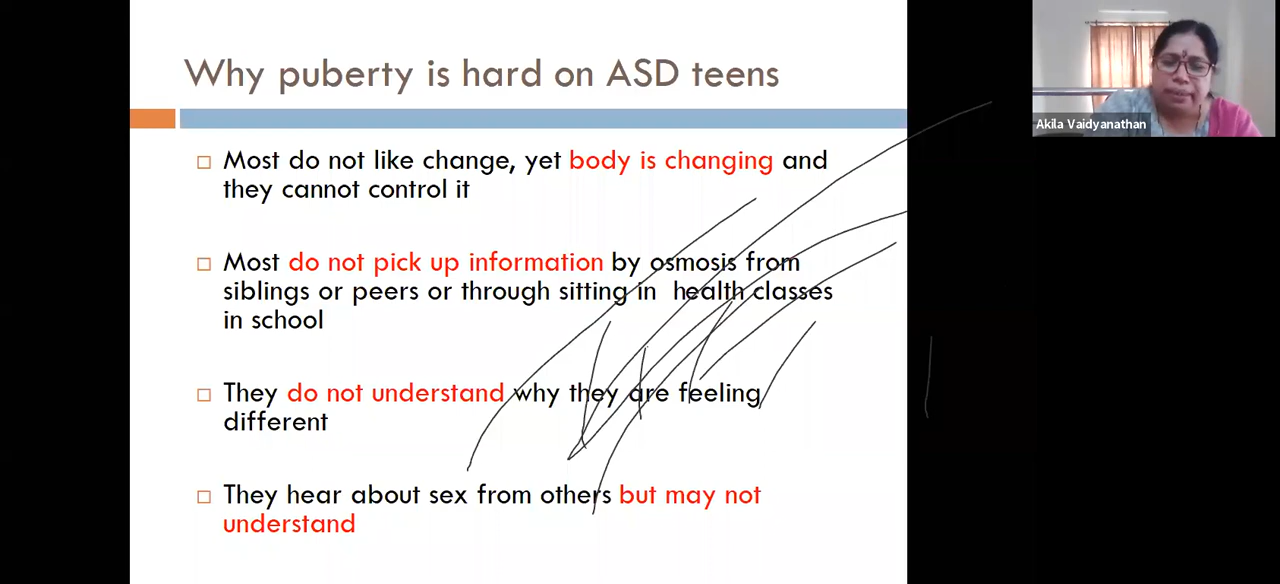 Why puberty is hard on ASD teens
Akila Vaidyanathan
Most do not like change, yet body is changing and
they cannot control it
Most do not pick up information by osmosis from
siblings or peers or through sitting in health classes
in school
They do not understand why they are feeling
different
They hear about sex from others but may not
understand